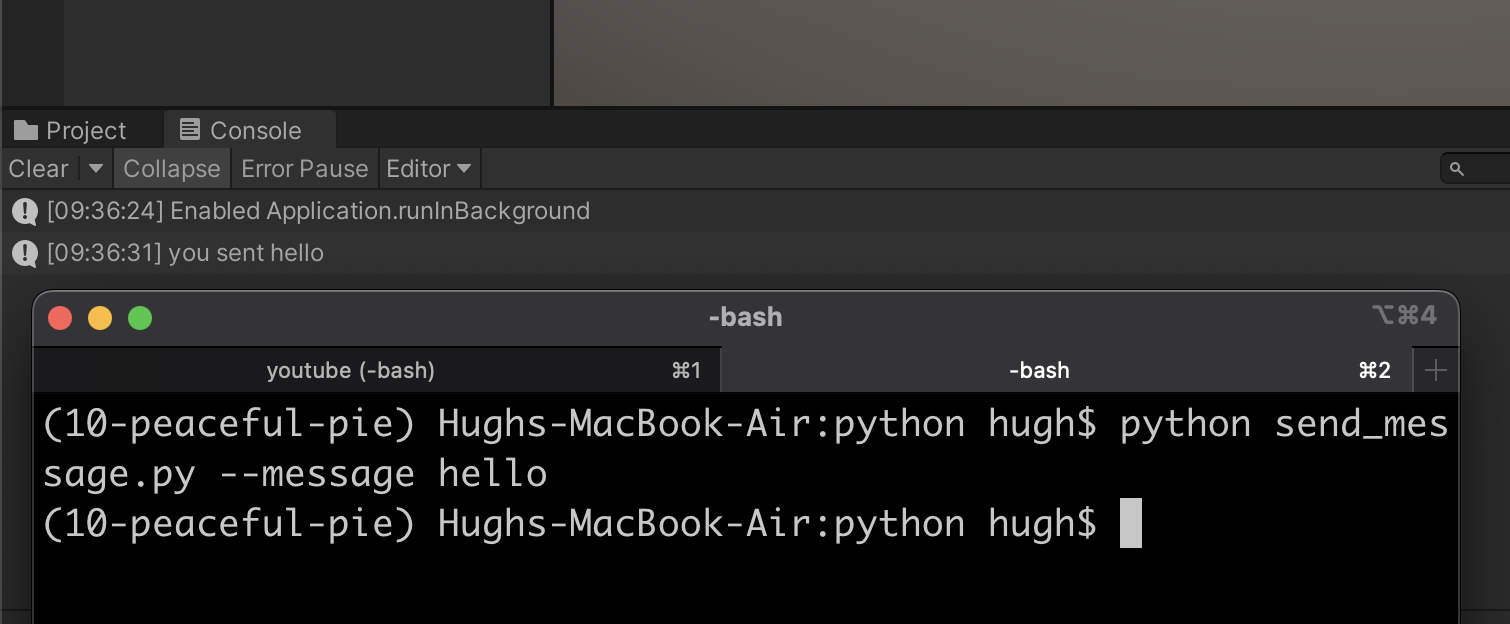 Project Console
Clear Collapse Error Pause Editor
[09:36:24] Enabled Application.runInBackground
[09:36:31] you sent hello
-bash ⌥⌘4
youtube (-bash) ⌘1 -bash ⌘2
(10-peaceful-pie) Hughs-MacBook-Air:python hugh$ python send_mes
sage.py --message hello
(10-peaceful-pie) Hughs-MacBook-Air:python hugh$